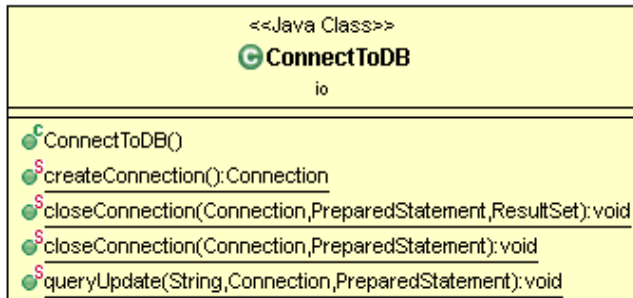 <<Java Class>>
C ConnectToDB
io
C ConnectToDB()
S createConnection():Connection
S closeConnection(Connection,PreparedStatement,ResultSet):void
S closeConnection(Connection,PreparedStatement):void
S queryUpdate(String,Connection,PreparedStatement):void